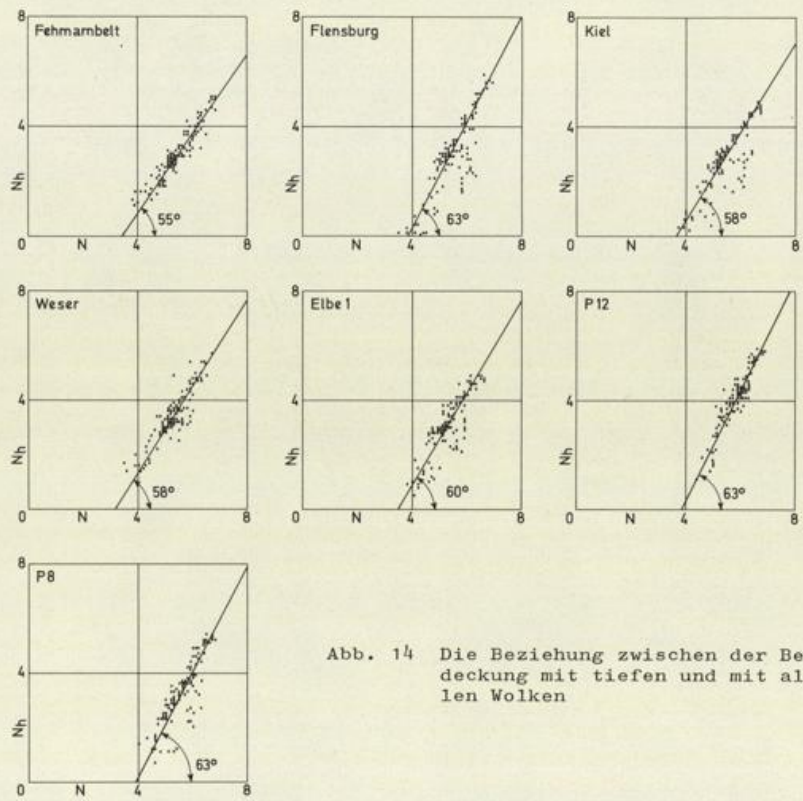 8
Fehmarnbelt
4
Nh
55°
0 N 4 8
8
Flensburg
4
Nh
63°
0 N 4 8
8
Kiel
4
Nh
58°
0 N 4 8
8
Weser
4
Nh
58°
0 N 4 8
8
Elbe 1
4
Nh
60°
0 N 4 8
8
P 12
4
Nh
63°
0 N 4 8
8
P8
4
Nh
63°
0 N 4 8
Abb. 14 Die Beziehung zwischen der Be
deckung mit tiefen und mit al
len Wolken